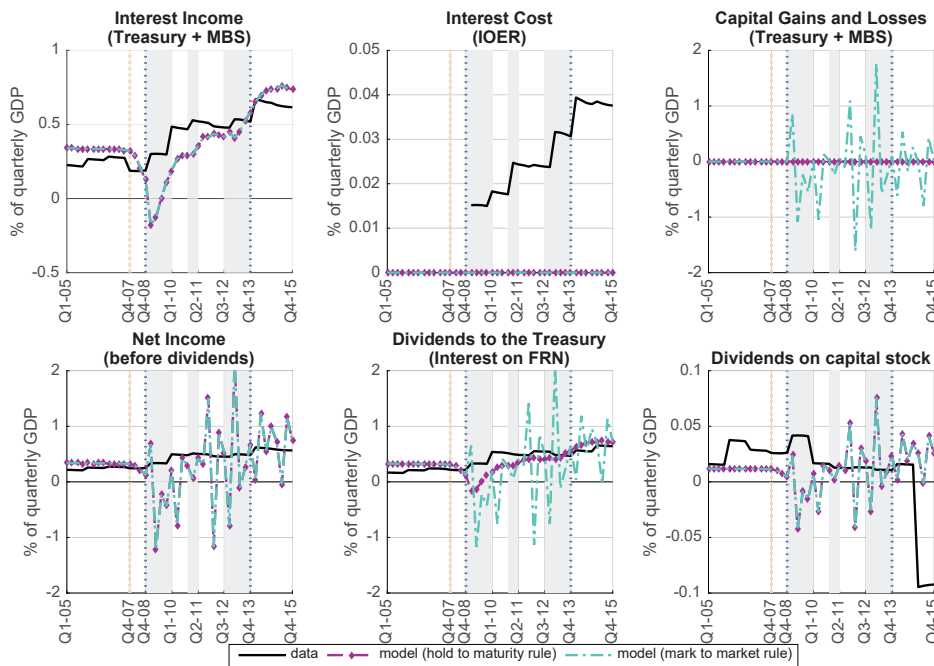 Interest Income
(Treasury + MBS)
Interest Cost
(IOER)
Capital Gains and Losses
(Treasury + MBS)
% of quarterly GDP
1
0.5
0
-0.5
Q1-05
Q4-07
Q4-08
Q1-10
Q2-11
Q3-12
Q4-13
Q4-15
% of quarterly GDP
0.05
0.04
0.03
0.02
0.01
0
Q1-05
Q4-07
Q4-08
Q1-10
Q2-11
Q3-12
Q4-13
Q4-15
% of quarterly GDP
2
1
0
-1
-2
Q1-05
Q4-07
Q4-08
Q1-10
Q2-11
Q3-12
Q4-13
Q4-15
Net Income
(before dividends)
Dividends to the Treasury
(Interest on FRN)
Dividends on capital stock
% of quarterly GDP
2
1
0
-1
-2
Q1-05
Q4-07
Q4-08
Q1-10
Q2-11
Q3-12
Q4-13
Q4-15
% of quarterly GDP
2
1
0
-1
-2
Q1-05
Q4-07
Q4-08
Q1-10
Q2-11
Q3-12
Q4-13
Q4-15
% of quarterly GDP
0.1
0.05
0
-0.05
-0.1
Q1-05
Q4-07
Q4-08
Q1-10
Q2-11
Q3-12
Q4-13
Q4-15
data model (hold to maturity rule) model (mark to market rule)